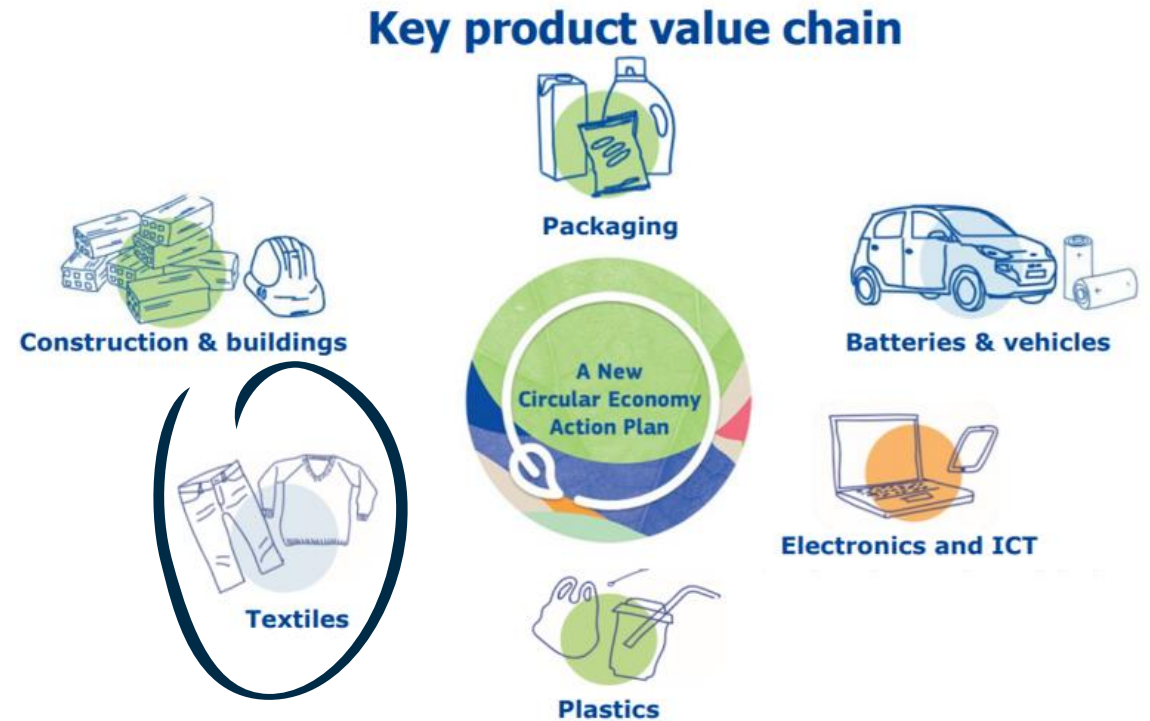 Key product value chain
Packaging
Construction & buildings
Batteries & vehicles
A New
Circular Economy
Action Plan
Electronics and ICT
Textiles
Plastics